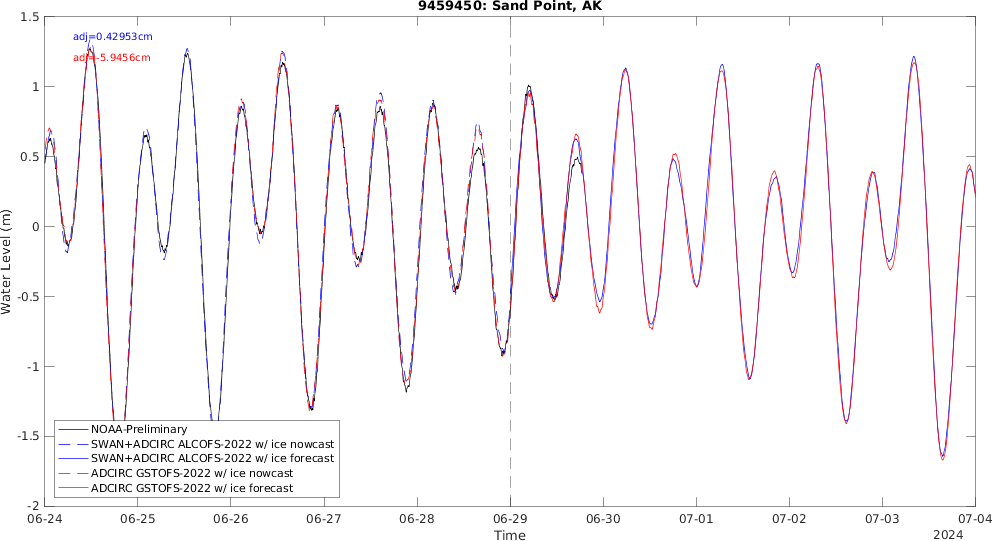 9459450: Sand Point, AK
adj=0.42953cm
adj=-5.9456cm
Water Level (m)
1.5
1
0.5
0
-0.5
-1
-1.5
-2
NOAA-Preliminary
SWAN+ADCIRC ALCOFS-2022 w/ ice nowcast
SWAN+ADCIRC ALCOFS-2022 w/ ice forecast
ADCIRC GSTOFS-2022 w/ ice nowcast
ADCIRC GSTOFS-2022 w/ ice forecast
06-24 06-25 06-26 06-27 06-28 06-29 06-30 07-01 07-02 07-03 07-04
Time
2024